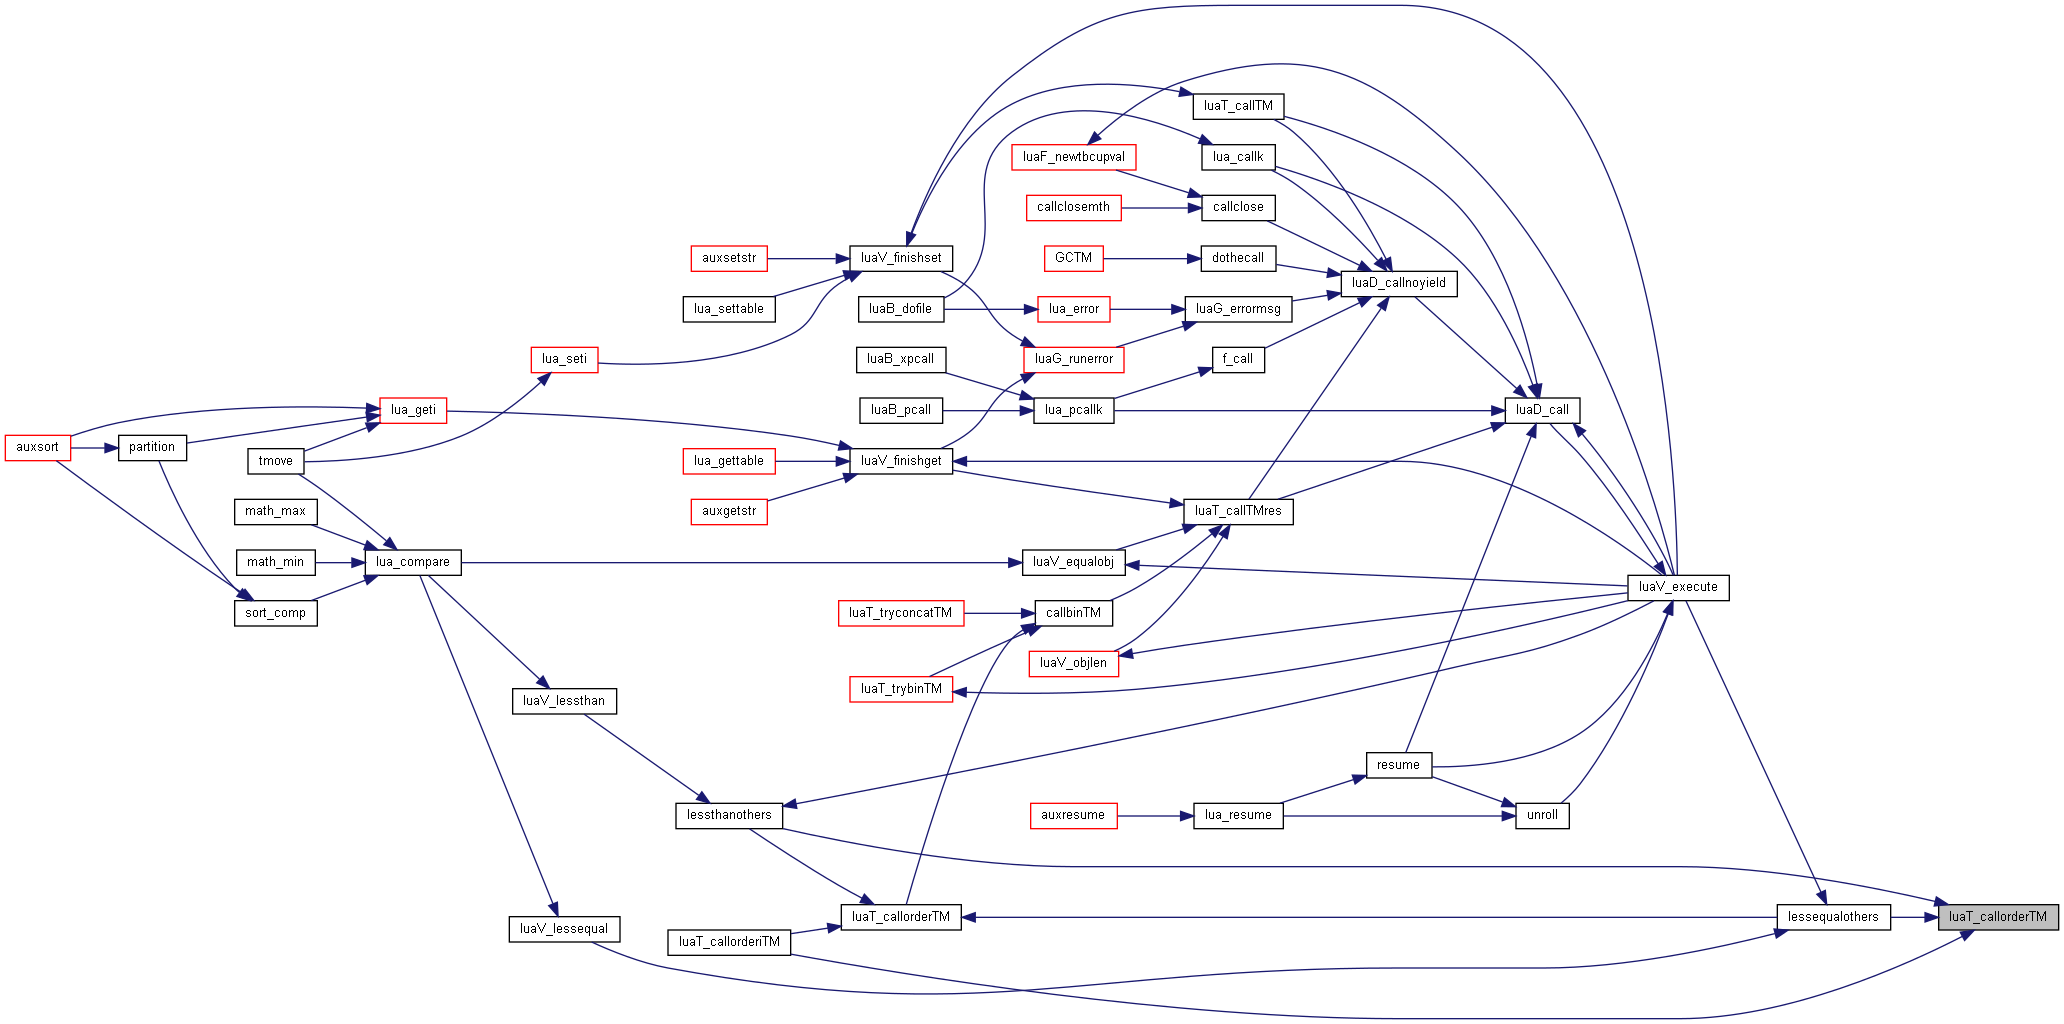 luaT_callTM
luaF_newtbcupval
lua_callk
callclosemth
callclose
auxsetstr
luaV_finishset
GCTM
dothecall
luaD_callnoyield
lua_settable
luaB_dofile
lua_error
luaG_errormsg
lua_seti
luaB_xpcall
luaG_runerror
f_call
lua_geti
luaB_pcall
lua_pcallk
luaD_call
auxsort
partition
tmove
lua_gettable
luaV_finishget
math_max
auxgetstr
luaT_callTMres
math_min
lua_compare
luaV_equalobj
luaV_execute
sort_comp
luaT_tryconcatTM
callbinTM
luaV_objlen
luaV_lessthan
luaT_trybinTM
resume
lessthanothers
auxresume
lua_resume
unroll
luaT_callorderTM
lessequalothers
luaT_callorderTM
luaV_lessequal
luaT_callorderiTM